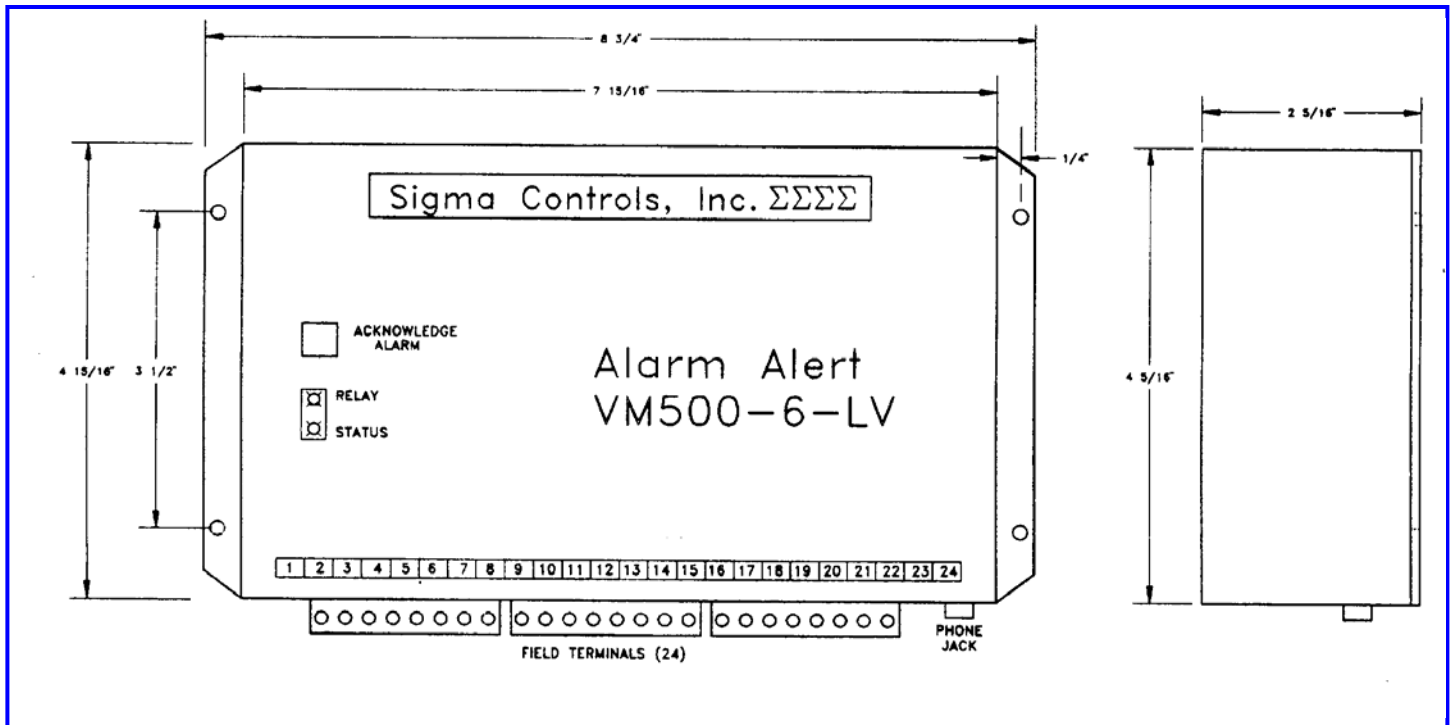 8 3/4"
7 15/16"
2 5/16"
1/4"
Sigma Controls, Inc. ΣΣΣΣ
ACKNOWLEDGE
ALARM
4 15/16"
3 1/2"
RELAY
STATUS
Alarm Alert
VM500-6-LV
4 5/16"
1 2 3 4 5 6 7 8 9 10 11 12 13 14 15 16 17 18 19 20 21 22 23 24
PHONE
JACK
FIELD TERMINALS (24)